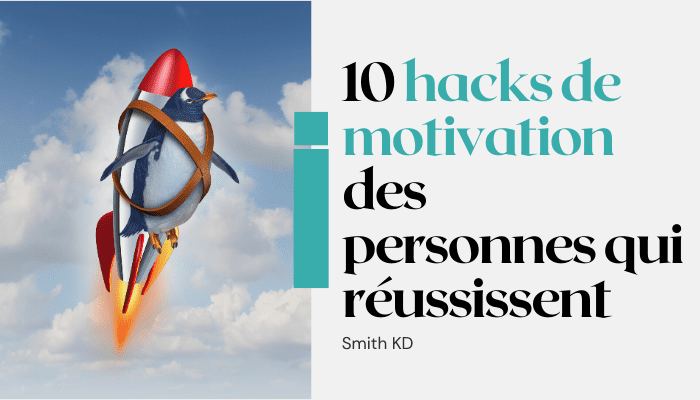 10 hacks de
motivation
des
personnes qui
réussissent
Smith KD